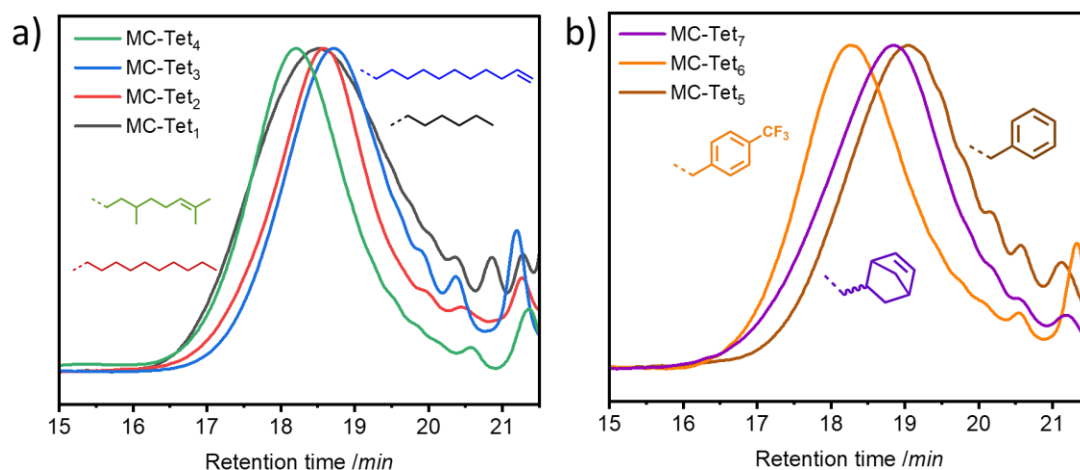 a)
MC-Tet₄
MC-Tet₃
MC-Tet₂
MC-Tet₁
15 16 17 18 19 20 21
Retention time /min
b)
MC-Tet₇
MC-Tet₆
MC-Tet₅
CF₃
15 16 17 18 19 20 21
Retention time /min